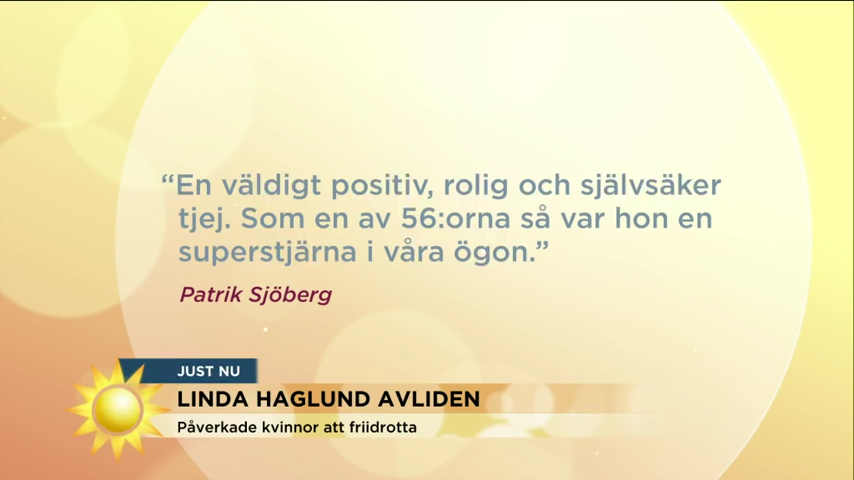 “En väldigt positiv, rolig och självsäker
tjej. Som en av 56:orna så var hon en
superstjärna i våra ögon.”
Patrik Sjöberg
JUST NU
LINDA HAGLUND AVLIDEN
Påverkade kvinnor att friidrotta